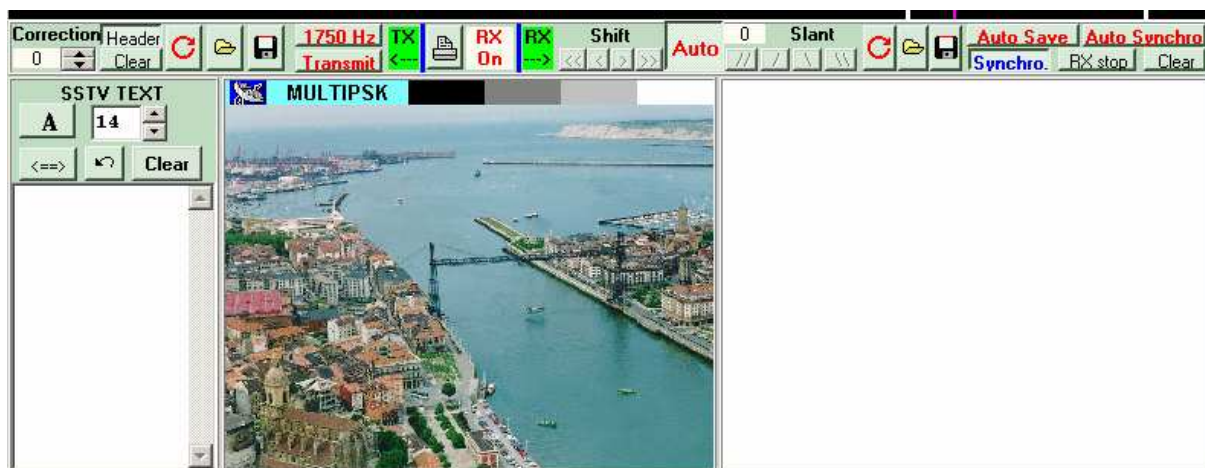 Correction Header 1750 Hz TX RX RX Shift Auto 0 Slant Auto Save Auto Synchro
0 Clear Transmit <--- On ---> << < > >> // / \ \\ Synchro. RX stop Clear
SSTV TEXT
MULTIPSK
A 14
<==> Clear